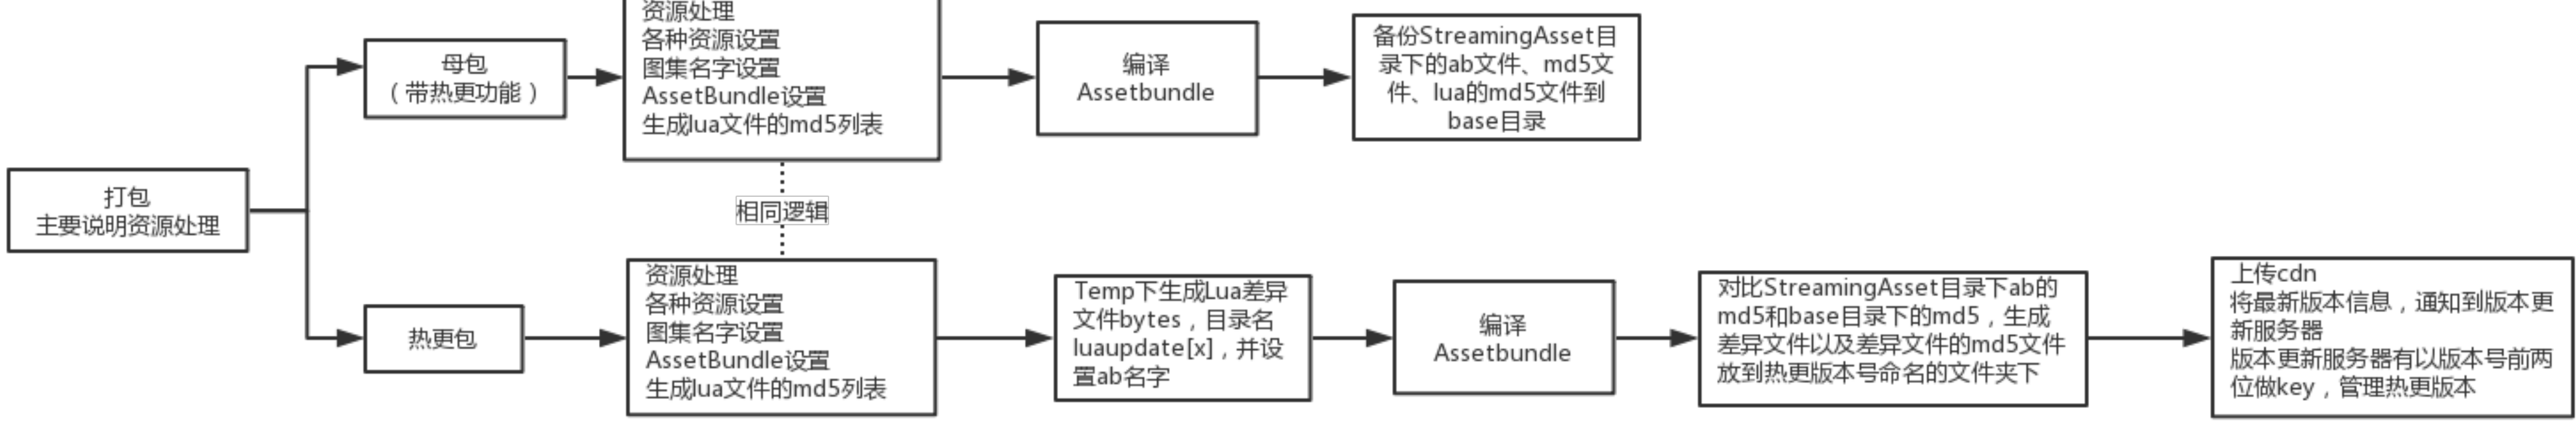 打包
主要说明资源处理
母包
（带热更功能）
资源处理
各种资源设置
图集名字设置
AssetBundle设置
生成lua文件的md5列表
编译
Assetbundle
备份StreamingAsset目
录下的ab文件、md5文
件、lua的md5文件到
base目录
相同逻辑
热更包
资源处理
各种资源设置
图集名字设置
AssetBundle设置
生成lua文件的md5列表
Temp下生成Lua差异
文件bytes，目录名
luaupdate[x]，并设
置ab名字
编译
Assetbundle
对比StreamingAsset目录下ab的
md5和base目录下的md5，生成
差异文件以及差异文件的md5文件
放到热更版本号命名的文件夹下
上传cdn
将最新版本信息，通知到版本更
新服务器
版本更新服务器有以版本号前两
位做key，管理热更版本